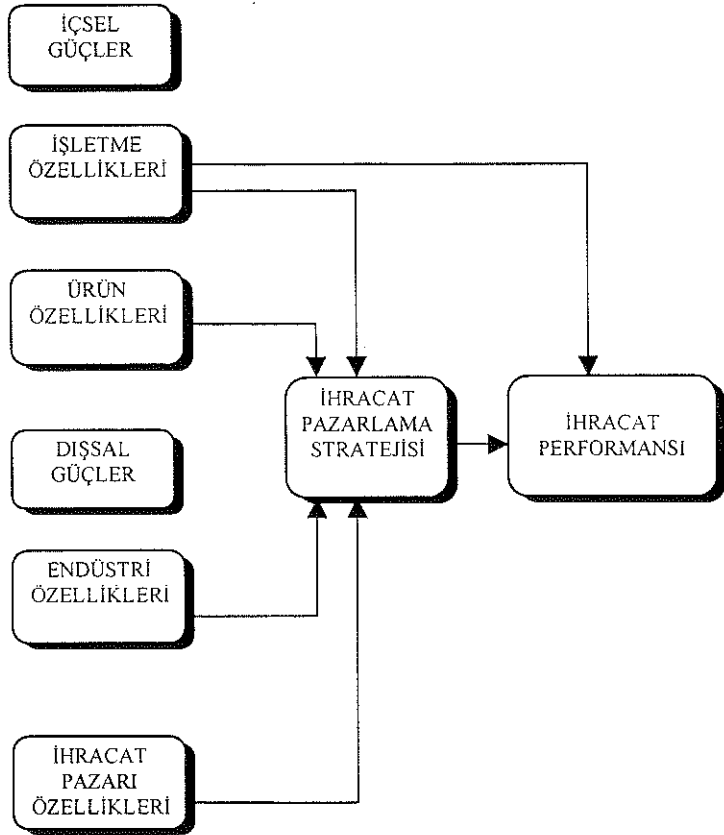 İÇSEL
GÜÇLER
İŞLETME
ÖZELLİKLERİ
ÜRÜN
ÖZELLİKLERİ
İHRACAT
PAZARLAMA
STRATEJİSİ
İHRACAT
PERFORMANSI
DIŞSAL
GÜÇLER
ENDÜSTRİ
ÖZELLİKLERİ
İHRACAT
PAZARI
ÖZELLİKLERİ